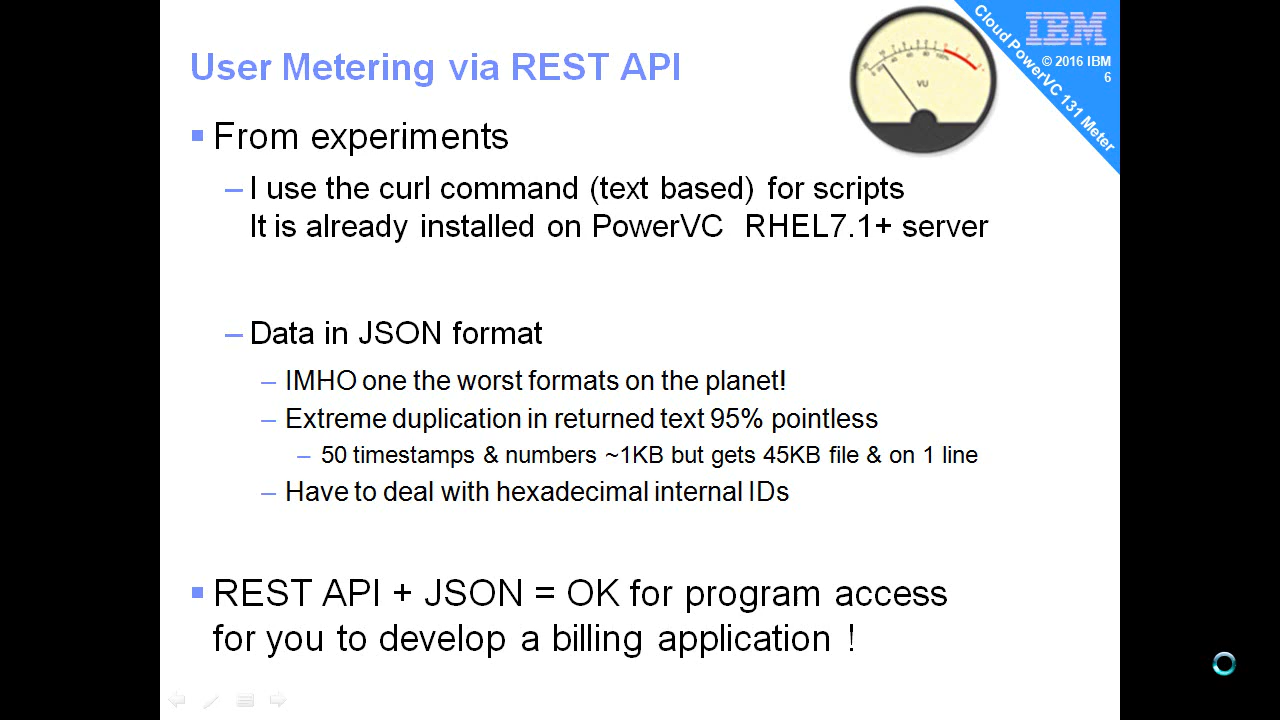 User Metering via REST API
Cloud PowerVC 131 Meter
IBM
© 2016 IBM
6
VU
From experiments
– I use the curl command (text based) for scripts
It is already installed on PowerVC RHEL7.1+ server
– Data in JSON format
– IMHO one the worst formats on the planet!
– Extreme duplication in returned text 95% pointless
– 50 timestamps & numbers ~1KB but gets 45KB file & on 1 line
– Have to deal with hexadecimal internal IDs
REST API + JSON = OK for program access
for you to develop a billing application !